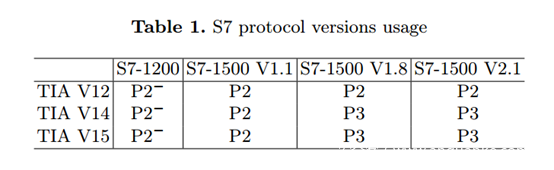 Table 1. S7 protocol versions usage
S7-1200 S7-1500 V1.1 S7-1500 V1.8 S7-1500 V2.1
TIA V12 P2⁻ P2 P2 P2
TIA V14 P2⁻ P2 P3 P3
TIA V15 P2⁻ P2 P3 P3